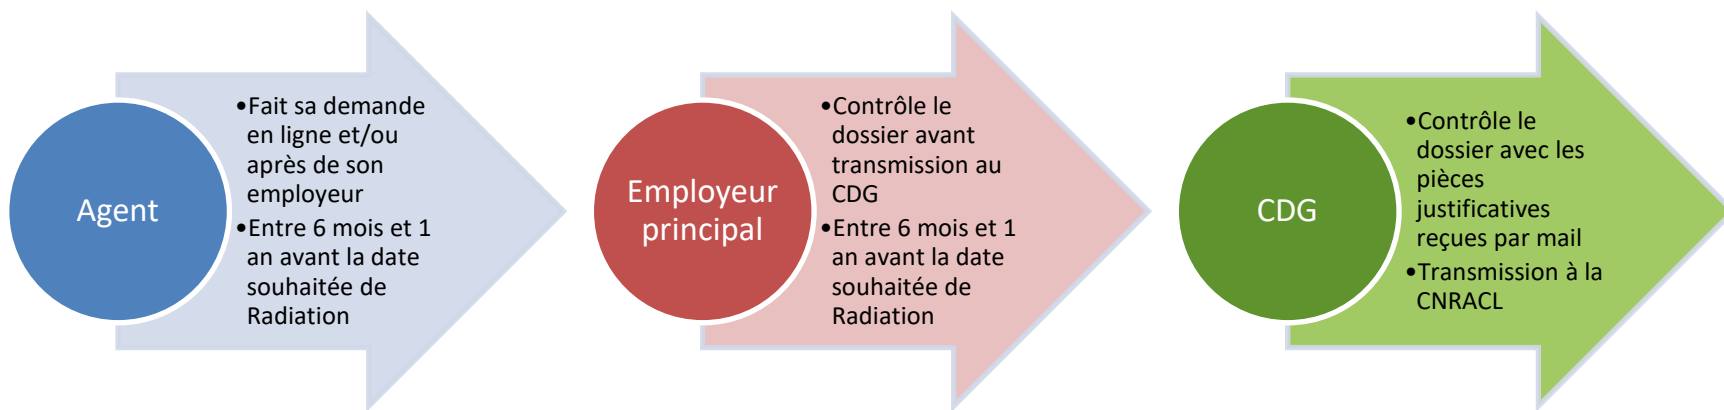 Agent
•Fait sa demande
en ligne et/ou
après de son
employeur
•Entre 6 mois et 1
an avant la date
souhaitée de
Radiation
Employeur
principal
•Contrôle le
dossier avant
transmission au
CDG
•Entre 6 mois et 1
an avant la date
souhaitée de
Radiation
CDG
•Contrôle le
dossier avec les
pièces
justificatives
reçues par mail
•Transmission à la
CNRACL